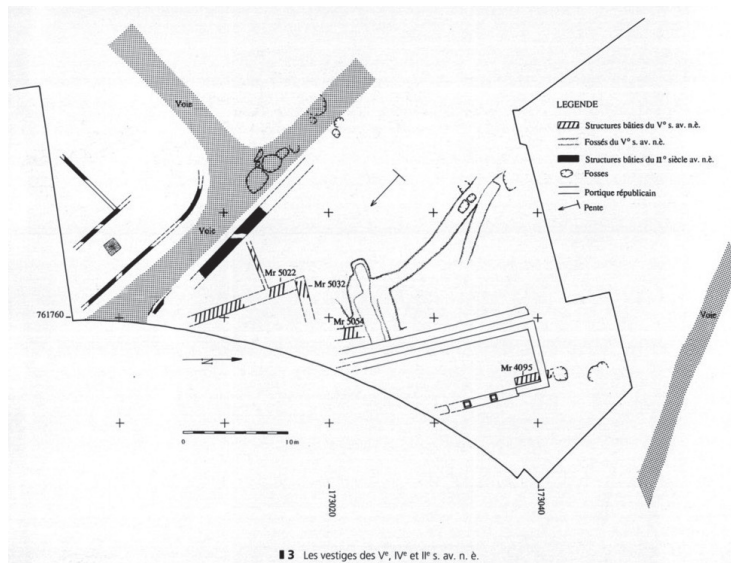 Voie
LEGENDE
Structures bâties du V° s. av. n.è.
Fossés du V° s. av. n.è.
Structures bâties du II° siècle av. n.è.
Fosses
Portique républicain
Pente
Voie
Mr 5022
Mr 5032
761760
Mr 5054
Voie
N
Mr 4095
0
10 m
173020
173040
3 Les vestiges des Ve, IVe et IIe s. av. n. è.